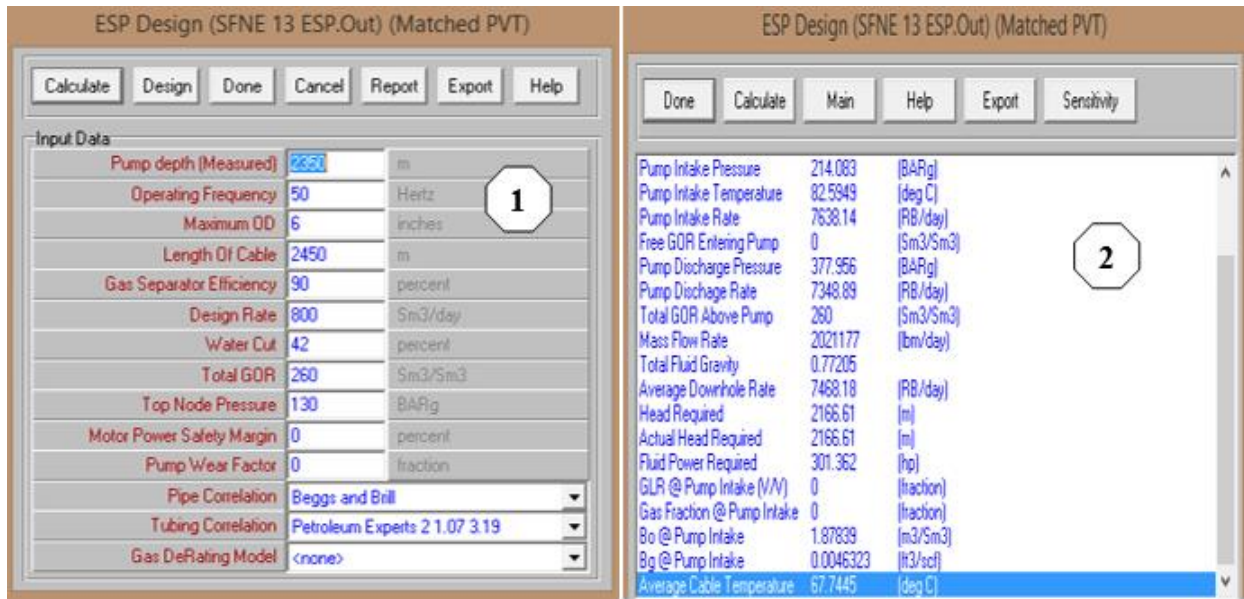 ESP Design (SFNE 13 ESP.Out) (Matched PVT)
Calculate Design Done Cancel Report Export Help
Input Data
Pump depth (Measured) 2350 m
Operating Frequency 50 Hertz
Maximum OD 6 inches
Length Of Cable 2450 m
Gas Separator Efficiency 90 percent
Design Rate 800 Sm3/day
Water Cut 42 percent
Total GOR 260 Sm3/Sm3
Top Node Pressure 130 BARg
Motor Power Safety Margin 0 percent
Pump Wear Factor 0 fraction
Pipe Correlation Beggs and Brill
Tubing Correlation Petroleum Experts 2 1.07 3.19
Gas DeRating Model <none>
1
ESP Design (SFNE 13 ESP.Out) (Matched PVT)
Done Calculate Main Help Export Sensitivity
Pump Intake Pressure 214.083 (BARg)
Pump Intake Temperature 82.5949 (deg C)
Pump Intake Rate 7638.14 (RB/day)
Free GOR Entering Pump 0 (Sm3/Sm3)
Pump Discharge Pressure 377.956 (BARg)
Pump Dischage Rate 7348.89 (RB/day)
Total GOR Above Pump 260 (Sm3/Sm3)
Mass Flow Rate 2021177 (lbm/day)
Total Fluid Gravity 0.77205
Average Downhole Rate 7468.18 (RB/day)
Head Required 2166.61 (m)
Actual Head Required 2166.61 (m)
Fluid Power Required 301.362 (hp)
GLR @ Pump Intake (V/V) 0 (fraction)
Gas Fraction @ Pump Intake 0 (fraction)
Bo @ Pump Intake 1.87839 (m3/Sm3)
Bg @ Pump Intake 0.0046323 (ft3/scf)
Average Cable Temperature 67.7445 (deg C)
2